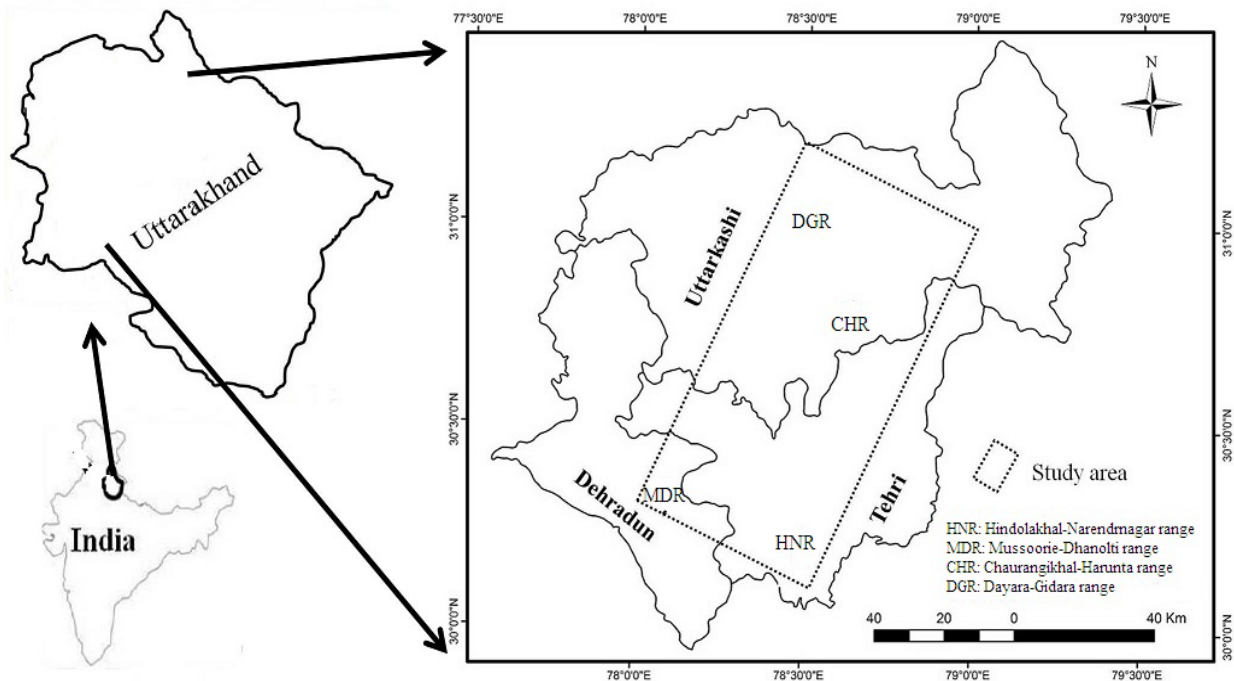 77°30'0"E
78°0'0"E
78°30'0"E
79°0'0"E
79°30'0"E
Uttarakhand
N
31°0'0"N
31°0'0"N
DGR
Uttarkashi
CHR
30°30'0"N
30°30'0"N
Study area
India
Dehradun
MDR
Tehri
HNR
HNR: Hindolakhal-Narendrnagar range
MDR: Mussoorie-Dhanolti range
CHR: Chaurangikhal-Harunta range
DGR: Dayara-Gidara range
40 20 0 40 Km
30°0'0"N
30°0'0"N
78°0'0"E
78°30'0"E
79°0'0"E
79°30'0"E